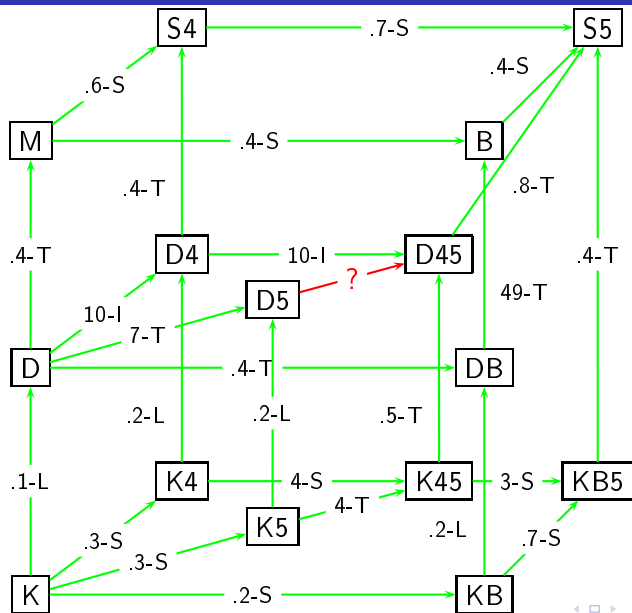 S4
.7-S
S5
.6-S
.4-S
M
.4-S
B
.4-T
.8-T
.4-T
D4
10-I
D45
.4-T
?
D5
10-I
49-T
7-T
D
.4-T
DB
.2-L
.2-L
.5-T
.1-L
K4
4-S
K45
3-S
KB5
4-T
K5
.3-S
.2-L
.7-S
.3-S
K
.2-S
KB